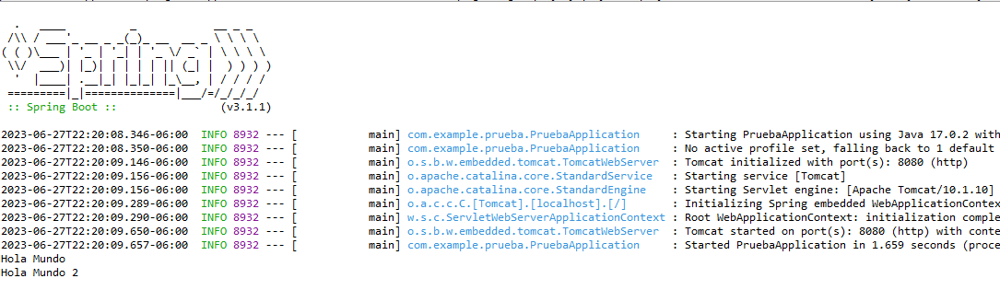 .   ____          _            __ _ _
 /\\ / ___'_ __ _ _(_)_ __  __ _ \ \ \ \
( ( )\___ | '_ | '_| | '_ \/ _` | \ \ \ \
 \\/  ___)| |_)| | | | | || (_| |  ) ) ) )
  '  |____| .__|_| |_|_| |_\__, | / / / /
 =========|_|==============|___/=/_/_/_/
 :: Spring Boot ::                (v3.1.1)
2023-06-27T22:20:08.346-06:00  INFO 8932 --- [           main] com.example.prueba.PruebaApplication     : Starting PruebaApplication using Java 17.0.2 with
2023-06-27T22:20:08.350-06:00  INFO 8932 --- [           main] com.example.prueba.PruebaApplication     : No active profile set, falling back to 1 default
2023-06-27T22:20:09.146-06:00  INFO 8932 --- [           main] o.s.b.w.embedded.tomcat.TomcatWebServer  : Tomcat initialized with port(s): 8080 (http)
2023-06-27T22:20:09.156-06:00  INFO 8932 --- [           main] o.apache.catalina.core.StandardService   : Starting service [Tomcat]
2023-06-27T22:20:09.156-06:00  INFO 8932 --- [           main] o.apache.catalina.core.StandardEngine    : Starting Servlet engine: [Apache Tomcat/10.1.10]
2023-06-27T22:20:09.289-06:00  INFO 8932 --- [           main] o.a.c.c.C.[Tomcat].[localhost].[/]       : Initializing Spring embedded WebApplicationContex
2023-06-27T22:20:09.290-06:00  INFO 8932 --- [           main] w.s.c.ServletWebServerApplicationContext : Root WebApplicationContext: initialization comple
2023-06-27T22:20:09.650-06:00  INFO 8932 --- [           main] o.s.b.w.embedded.tomcat.TomcatWebServer  : Tomcat started on port(s): 8080 (http) with conte
2023-06-27T22:20:09.657-06:00  INFO 8932 --- [           main] com.example.prueba.PruebaApplication     : Started PruebaApplication in 1.659 seconds (proce
Hola Mundo
Hola Mundo 2